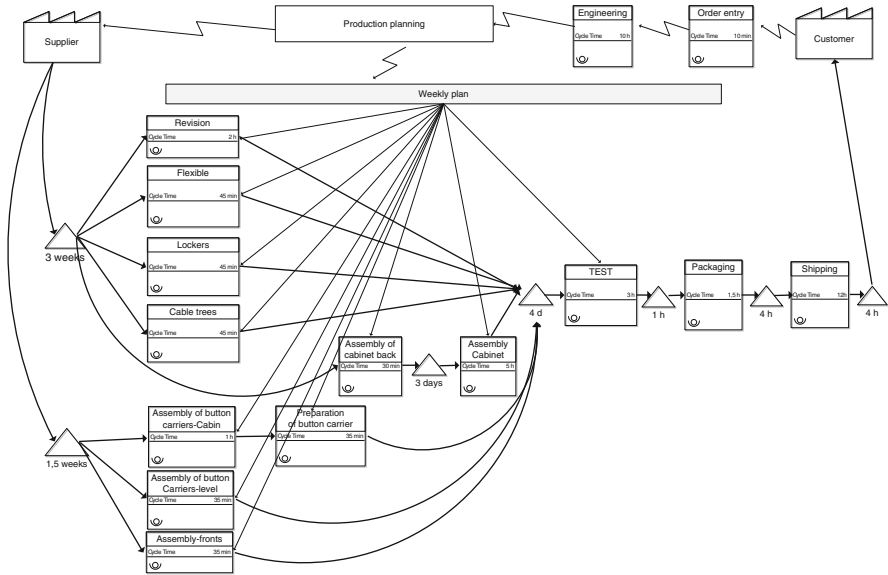 Supplier
Production planning
Engineering
Cycle Time 10 h
Order entry
Cycle Time 10 min
Customer
Weekly plan
Revision
Cycle Time 2 h
Flexible
Cycle Time 45 min
Lockers
Cycle Time 45 min
Cable trees
Cycle Time 45 min
3 weeks
Assembly of
cabinet back
Cycle Time 30 min
3 days
Assembly
Cabinet
Cycle Time 5 h
4 d
TEST
Cycle Time 3 h
1 h
Packaging
Cycle Time 1,5 h
4 h
Shipping
Cycle Time 12h
4 h
1,5 weeks
Assembly of button
carriers-Cabin
Cycle Time 1 h
Preparation
of button carrier
Cycle Time 35 min
Assembly of button
Carriers-level
Cycle Time 35 min
Assembly-fronts
Cycle Time 35 min